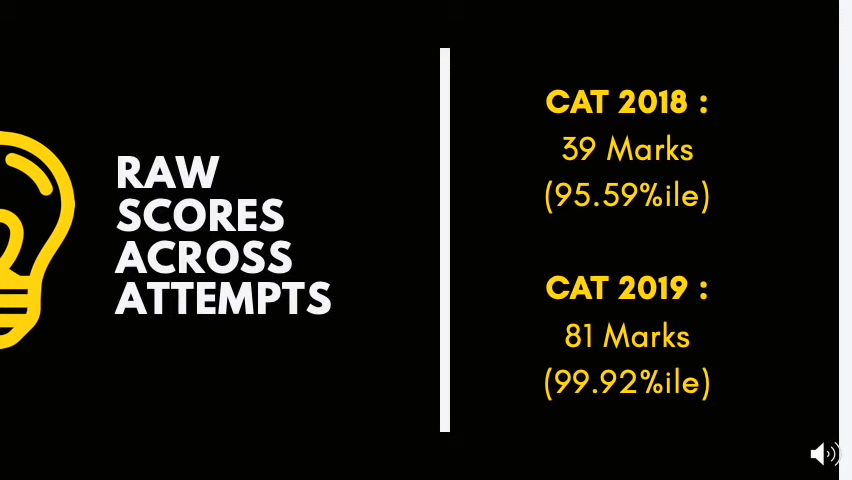 RAW
SCORES
ACROSS
ATTEMPTS
CAT 2018 :
39 Marks
(95.59%ile)
CAT 2019 :
81 Marks
(99.92%ile)